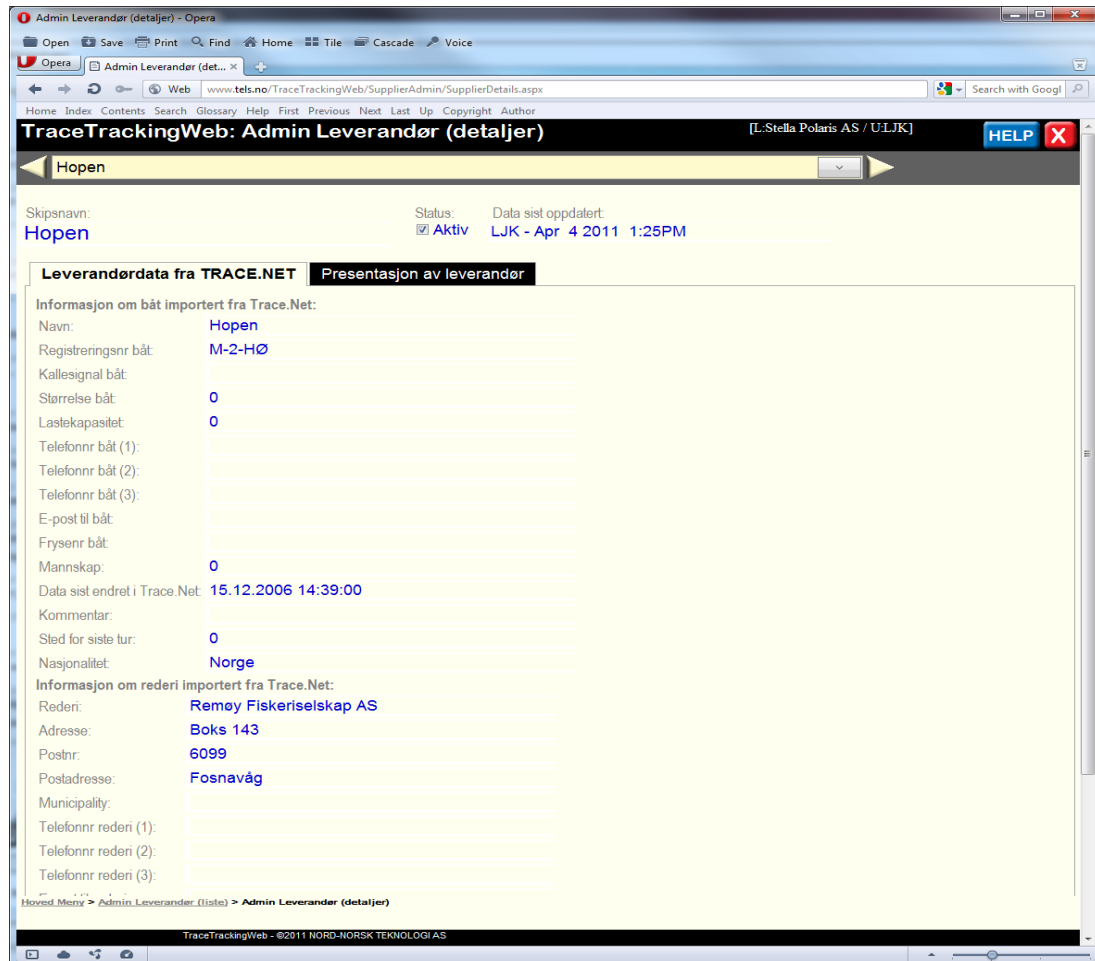 Admin Leverandør (detaljer) - Opera
Open Save Print Find Home Tile Cascade Voice
Opera Admin Leverandør (det...
Web www.tels.no/TraceTrackingWeb/SupplierAdmin/SupplierDetails.aspx Search with Googl
Home Index Contents Search Glossary Help First Previous Next Last Up Copyright Author
TraceTrackingWeb: Admin Leverandør (detaljer) [L:Stella Polaris AS / U:LJK] HELP X
Hopen
Skipsnavn: Status: Data sist oppdatert:
Hopen Aktiv LJK - Apr 4 2011 1:25PM
Leverandørdata fra TRACE.NET Presentasjon av leverandør
Informasjon om båt importert fra Trace.Net:
Navn: Hopen
Registreringsnr båt: M-2-HØ
Kallesignal båt:
Størrelse båt: 0
Lastekapasitet: 0
Telefonnr båt (1):
Telefonnr båt (2):
Telefonnr båt (3):
E-post til båt:
Frysenr båt:
Mannskap: 0
Data sist endret i Trace.Net: 15.12.2006 14:39:00
Kommentar:
Sted for siste tur: 0
Nasjonalitet: Norge
Informasjon om rederi importert fra Trace.Net:
Rederi: Remøy Fiskeriselskap AS
Adresse: Boks 143
Postnr: 6099
Postadresse: Fosnavåg
Municipality:
Telefonnr rederi (1):
Telefonnr rederi (2):
Telefonnr rederi (3):
Hoved Meny > Admin Leverandør (liste) > Admin Leverandør (detaljer)
TraceTrackingWeb - ©2011 NORD-NORSK TEKNOLOGI AS